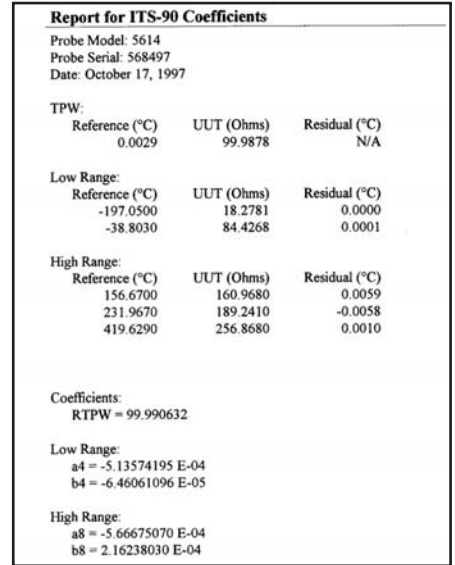 Report for ITS-90 Coefficients
Probe Model: 5614
Probe Serial: 568497
Date: October 17, 1997
TPW:
Reference (°C) UUT (Ohms) Residual (°C)
0.0029 99.9878 N/A
Low Range:
Reference (°C) UUT (Ohms) Residual (°C)
-197.0500 18.2781 0.0000
-38.8030 84.4268 0.0001
High Range:
Reference (°C) UUT (Ohms) Residual (°C)
156.6700 160.9680 0.0059
231.9670 189.2410 -0.0058
419.6290 256.8680 0.0010
Coefficients:
RTPW = 99.990632
Low Range:
a4 = -5.13574195 E-04
b4 = -6.46061096 E-05
High Range:
a8 = -5.66675070 E-04
b8 = 2.16238030 E-04